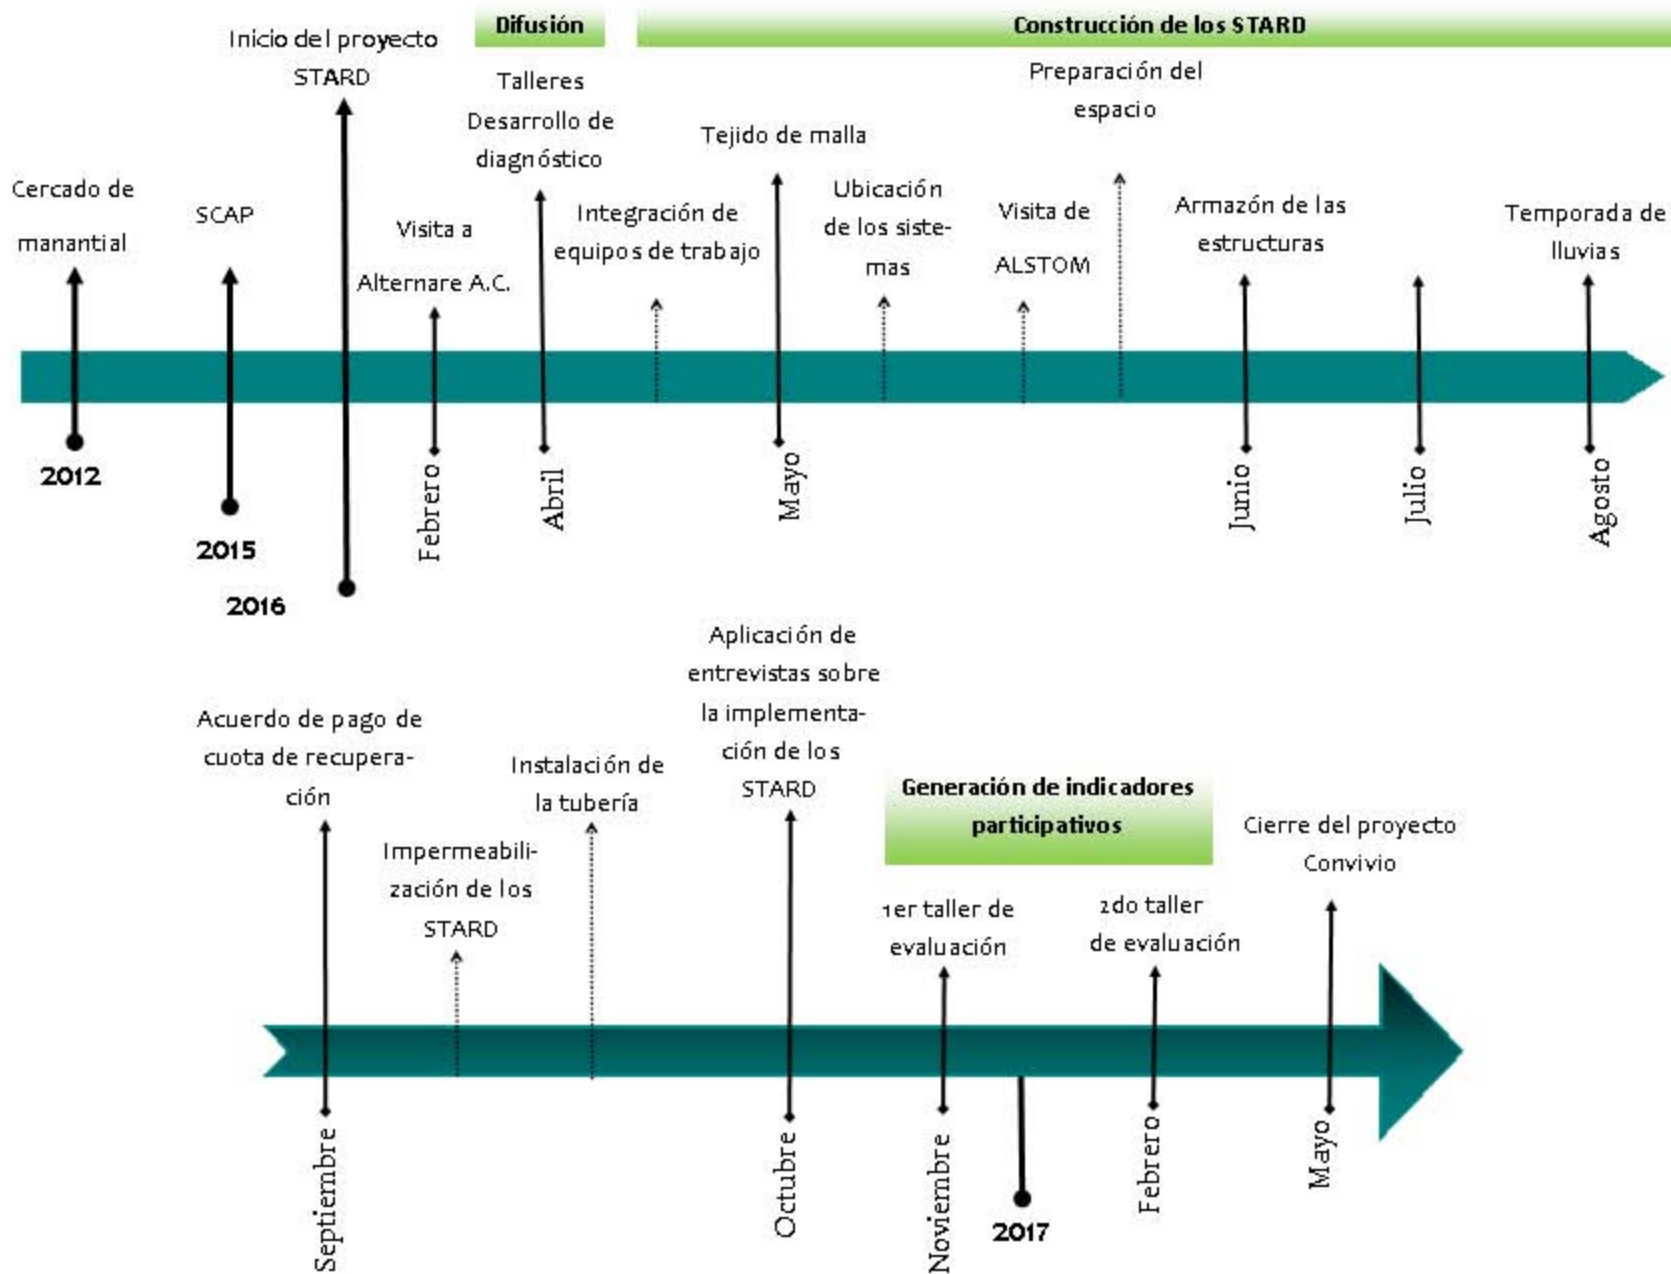 Difusión
Construcción de los STARD
Inicio del proyecto
STARD
Talleres
Desarrollo de
diagnóstico
Preparación del
espacio
Cercado de
manantial
SCAP
Visita a
Alternare A.C.
Integración de
equipos de trabajo
Tejido de malla
Ubicación
de los siste-
mas
Visita de
ALSTOM
Armazón de las
estructuras
Temporada de
lluvias
2012
2015
2016
Febrero
Abril
Mayo
Junio
Julio
Agosto
Acuerdo de pago de
cuota de recupera-
ción
Impermeabili-
zación de los
STARD
Instalación de
la tubería
Aplicación de
entrevistas sobre
la implementa-
ción de los
STARD
Generación de indicadores
participativos
1er taller de
evaluación
2do taller
de evaluación
Cierre del proyecto
Convivio
Septiembre
Octubre
Noviembre
2017
Febrero
Mayo